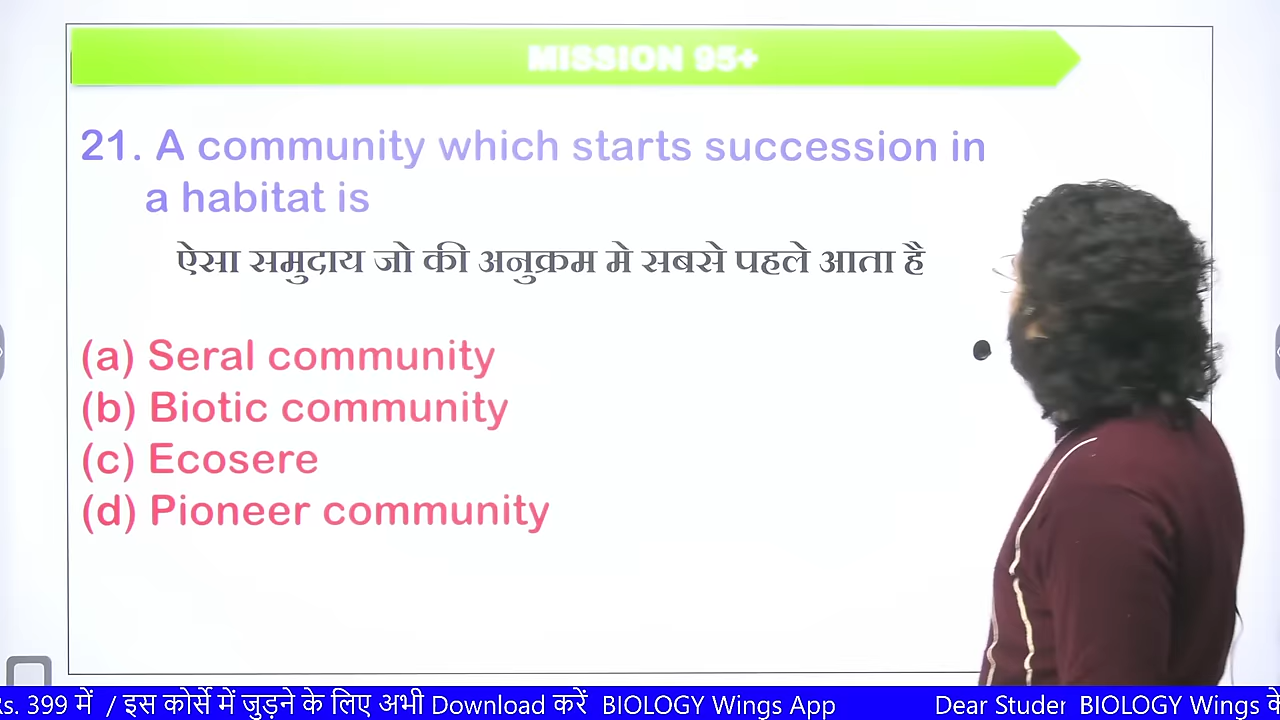 MISSION 95+
21. A community which starts succession in
a habitat is
ऐसा समुदाय जो की अनुक्रम मे सबसे पहले आता है
(a) Seral community
(b) Biotic community
(c) Ecosere
(d) Pioneer community
Rs. 399 में / इस कोर्से में जुड़ने के लिए अभी Download करें BIOLOGY Wings App Dear Studer BIOLOGY Wings के